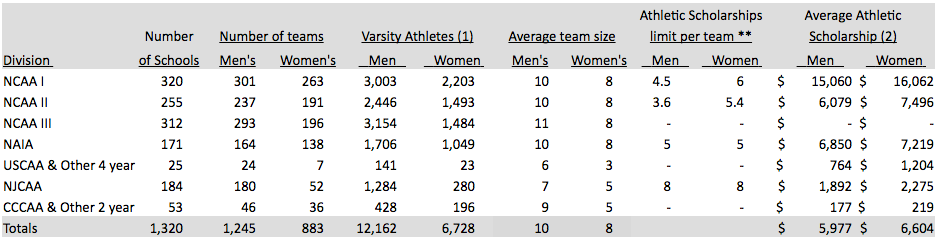 Athletic Scholarships Average Athletic
Number Number of teams Varsity Athletes (1) Average team size limit per team ** Scholarship (2)
Division of Schools Men's Women's Men Women Men's Women's Men Women Men Women
NCAA I 320 301 263 3,003 2,203 10 8 4.5 6 $ 15,060 $ 16,062
NCAA II 255 237 191 2,446 1,493 10 8 3.6 5.4 $ 6,079 $ 7,496
NCAA III 312 293 196 3,154 1,484 11 8 - - $ - $ -
NAIA 171 164 138 1,706 1,049 10 8 5 5 $ 6,850 $ 7,219
USCAA & Other 4 year 25 24 7 141 23 6 3 - - $ 764 $ 1,204
NJCAA 184 180 52 1,284 280 7 5 8 8 $ 1,892 $ 2,275
CCCAA & Other 2 year 53 46 36 428 196 9 5 - - $ 177 $ 219
Totals 1,320 1,245 883 12,162 6,728 10 8 $ 5,977 $ 6,604